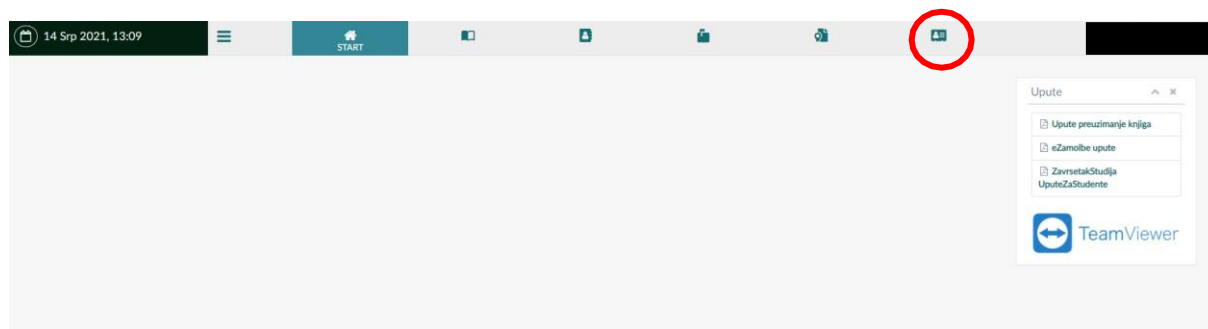 14 Srp 2021, 13:09
START
Upute
Upute preuzimanje knjiga
eZamolbe upute
ZavrsetakStudija
UputeZaStudente
TeamViewer